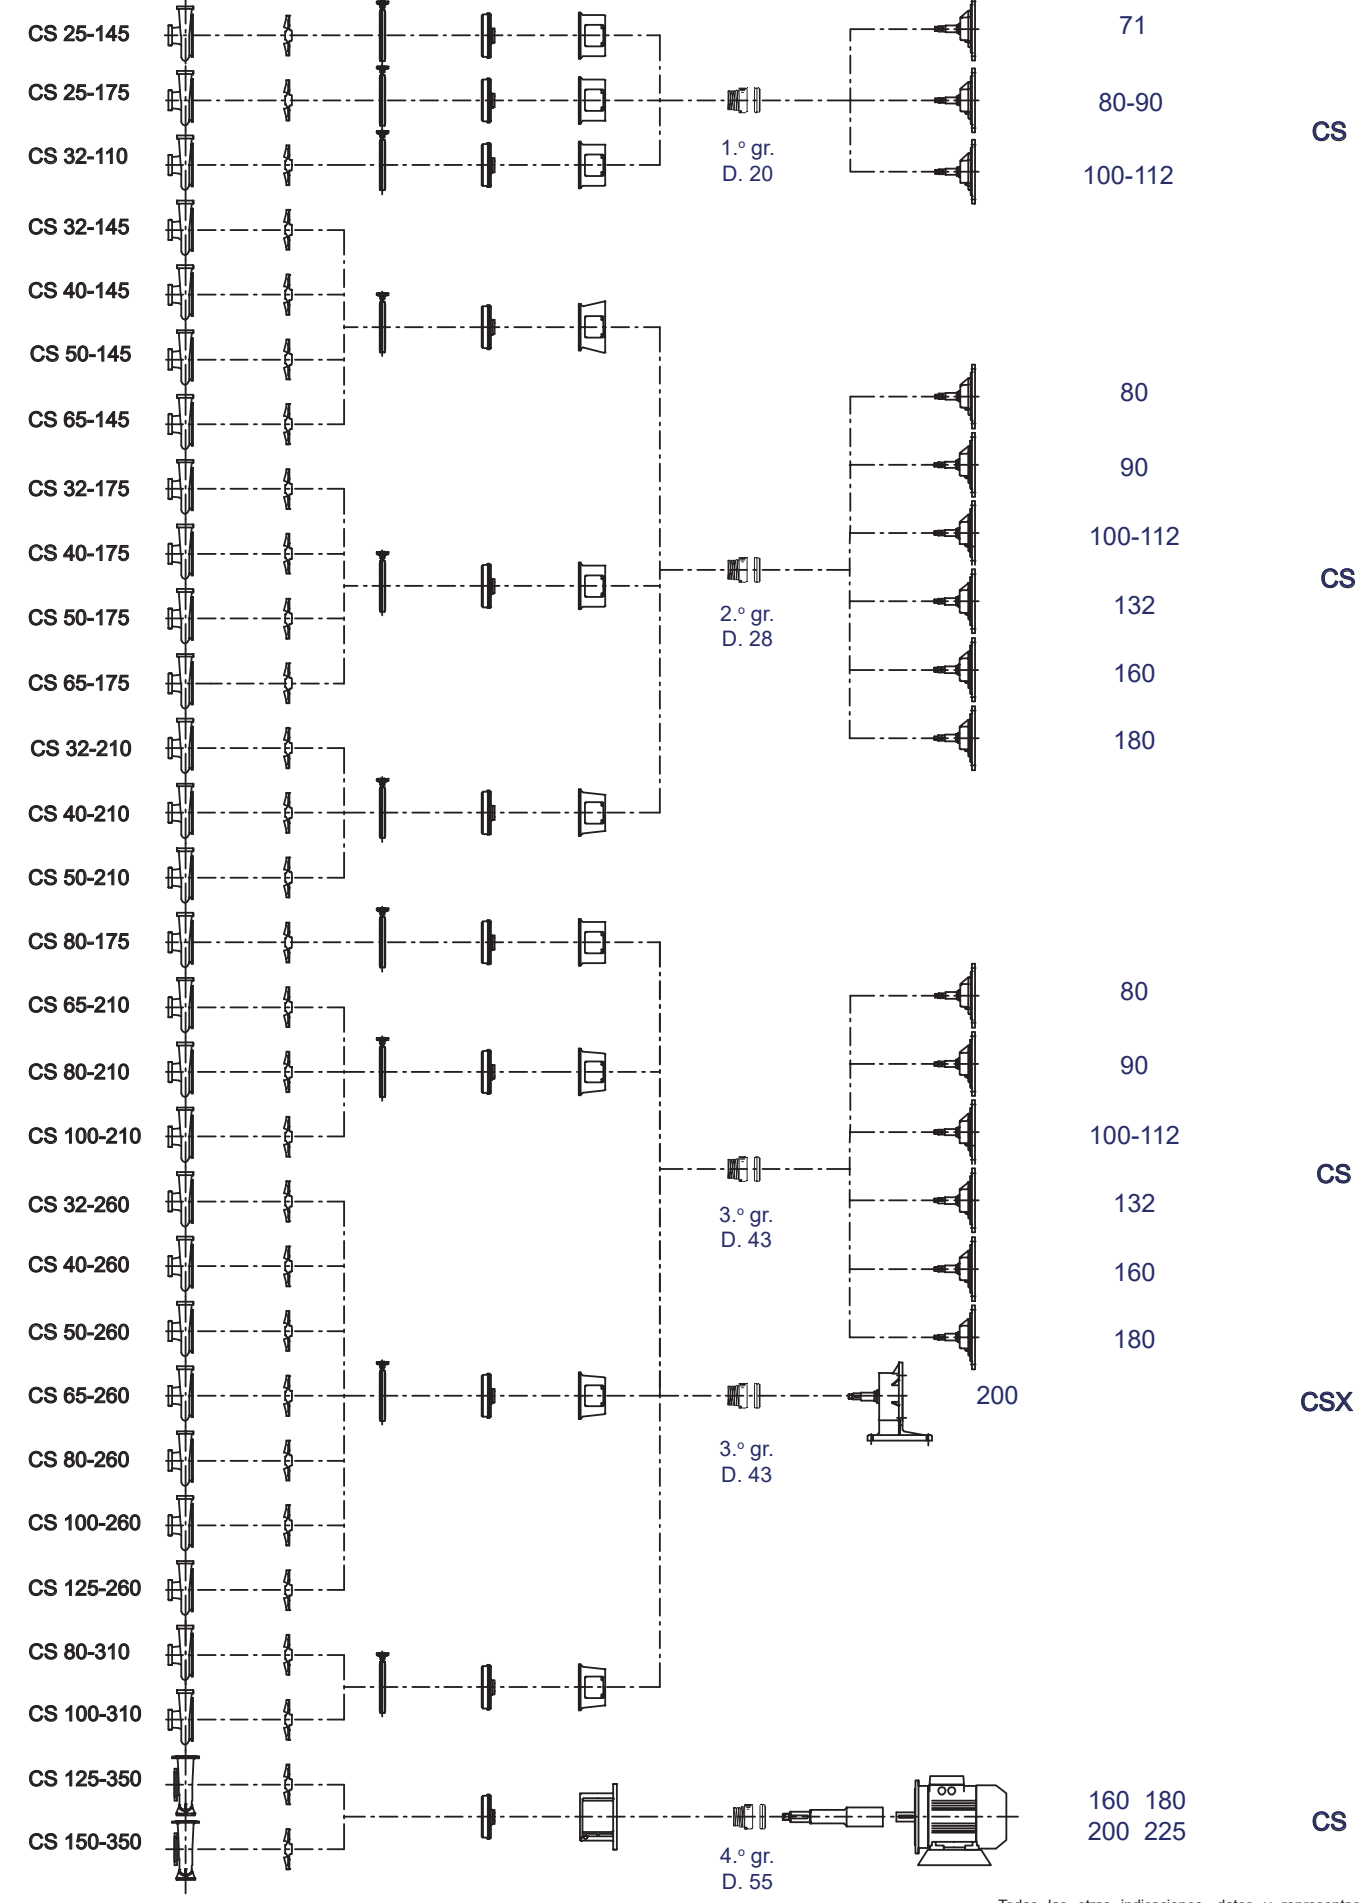 CS 25-145
71
CS 25-175
80-90
CS
CS 32-110
1.º gr.
D. 20
100-112
CS 32-145
CS 40-145
CS 50-145
80
CS 65-145
90
CS 32-175
100-112
CS 40-175
CS
132
2.º gr.
D. 28
CS 50-175
160
CS 65-175
180
CS 32-210
CS 40-210
CS 50-210
CS 80-175
80
CS 65-210
90
CS 80-210
100-112
CS 100-210
CS
132
CS 32-260
3.º gr.
D. 43
CS 40-260
160
CS 50-260
180
CS 65-260
200
CSX
3.º gr.
D. 43
CS 80-260
CS 100-260
CS 125-260
CS 80-310
CS 100-310
CS 125-350
160 180
200 225
CS
CS 150-350
4.º gr.
D. 55